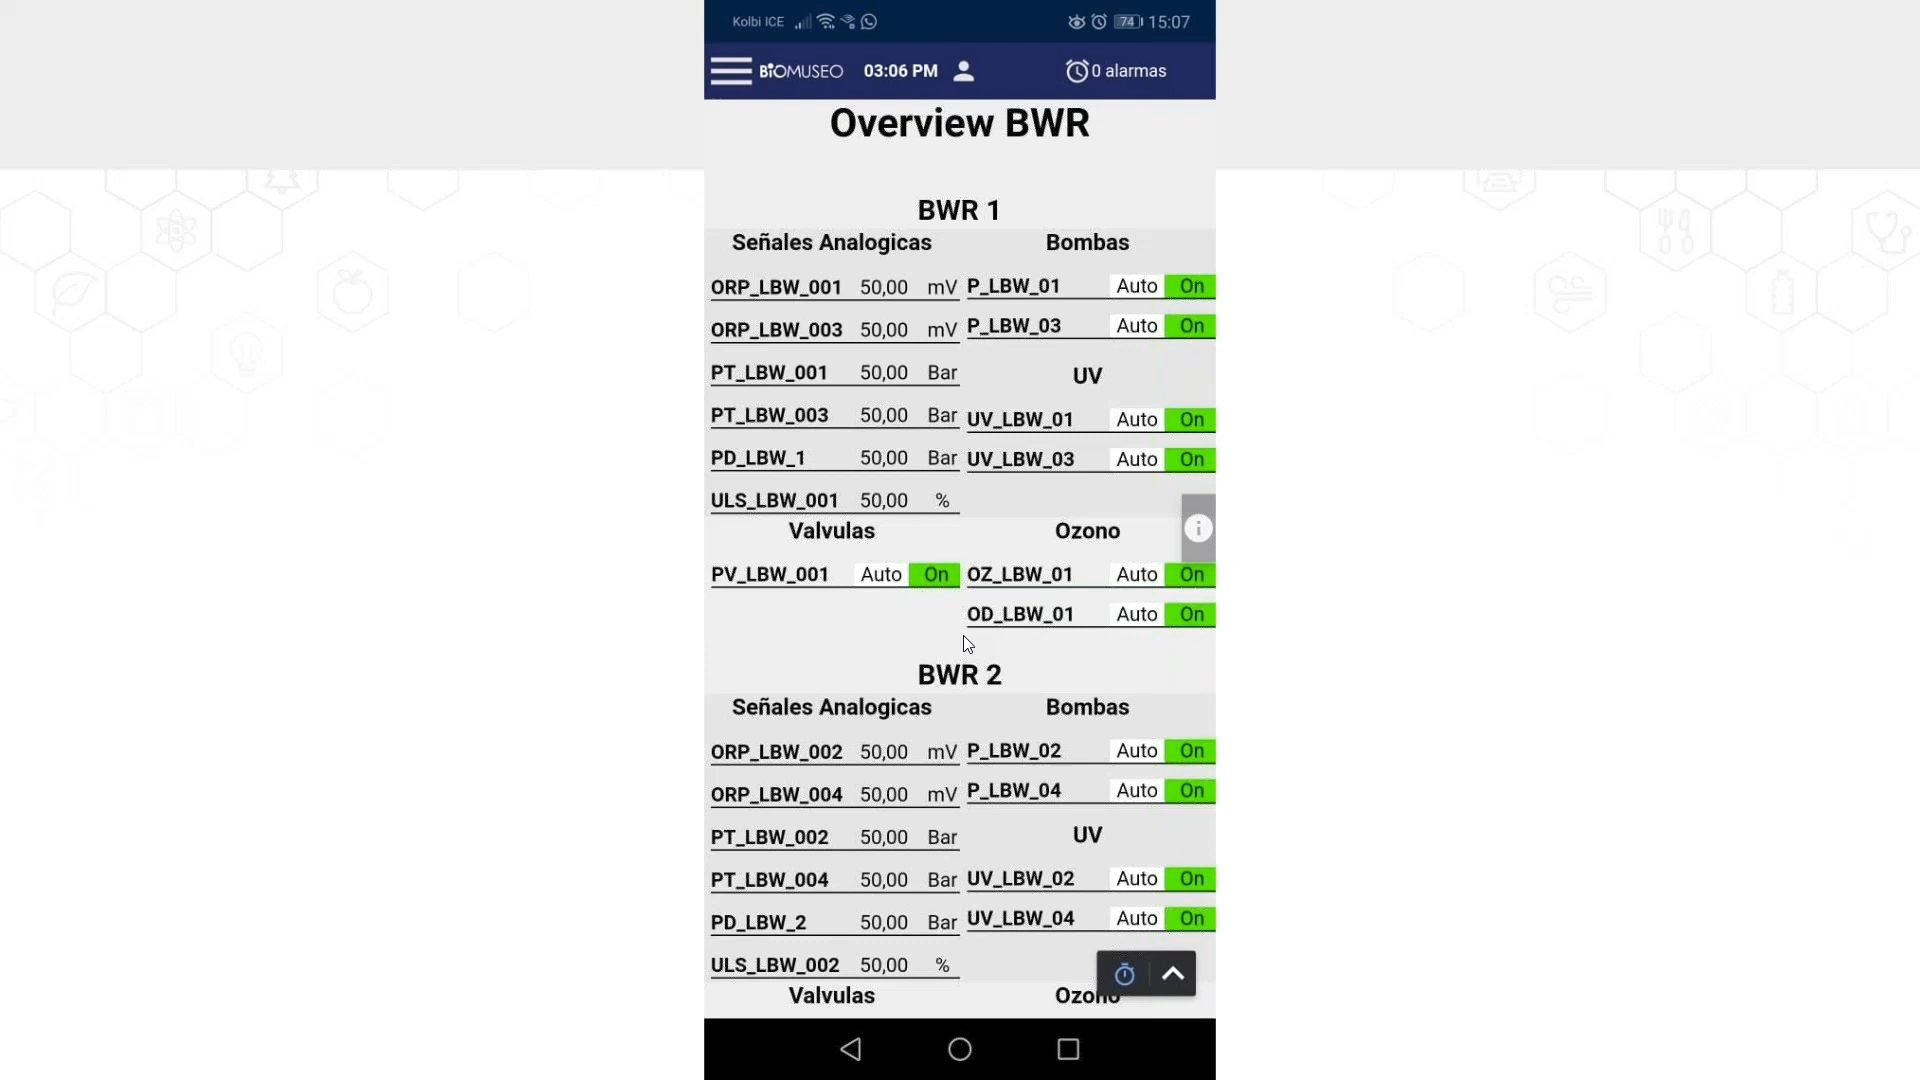 Kolbi ICE 74 15:07
BIOMUSEO 03:06 PM 0 alarmas
Overview BWR
BWR 1
Señales Analogicas Bombas
ORP_LBW_001 50,00 mV P_LBW_01 Auto On
ORP_LBW_003 50,00 mV P_LBW_03 Auto On
PT_LBW_001 50,00 Bar
UV
PT_LBW_003 50,00 Bar UV_LBW_01 Auto On
PD_LBW_1 50,00 Bar UV_LBW_03 Auto On
ULS_LBW_001 50,00 %
Valvulas Ozono
PV_LBW_001 Auto On OZ_LBW_01 Auto On
OD_LBW_01 Auto On
BWR 2
Señales Analogicas Bombas
ORP_LBW_002 50,00 mV P_LBW_02 Auto On
ORP_LBW_004 50,00 mV P_LBW_04 Auto On
PT_LBW_002 50,00 Bar UV
PT_LBW_004 50,00 Bar UV_LBW_02 Auto On
PD_LBW_2 50,00 Bar UV_LBW_04 Auto On
ULS_LBW_002 50,00 %
Valvulas Ozono